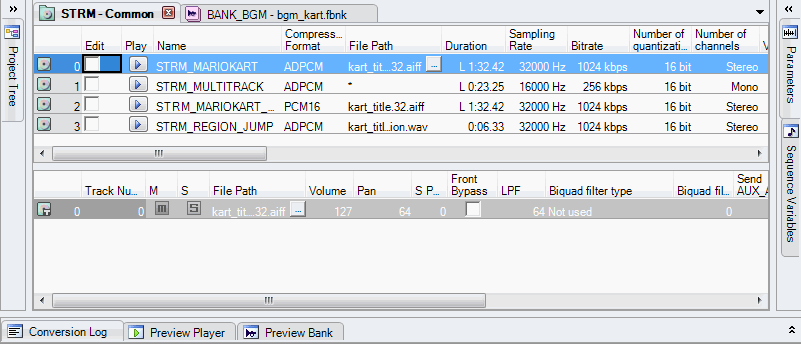 STRM - Common BANK_BGM - bgm_kart.fbnk
Project Tree
Edit Play Name Compress... Format File Path Duration Sampling Rate Bitrate Number of quantizati... Number of channels V
0 STRM_MARIOKART ADPCM kart_tit...32.aiff ... L 1:32.42 32000 Hz 1024 kbps 16 bit Stereo
1 STRM_MULTITRACK ADPCM * L 0:23.25 16000 Hz 256 kbps 16 bit Mono
2 STRM_MARIOKART_... PCM16 kart_title.32.aiff L 1:32.42 32000 Hz 1024 kbps 16 bit Stereo
3 STRM_REGION_JUMP ADPCM kart_titl...ion.wav 0:06.33 32000 Hz 1024 kbps 16 bit Stereo
Track Nu... M S File Path Volume Pan S P... Front Bypass LPF Biquad filter type Biquad fil... Send AUX_A
0 0 m S kart_tit...32.aiff ... 127 64 0 64 Not used 0
Parameters
Sequence Variables
Conversion Log Preview Player Preview Bank